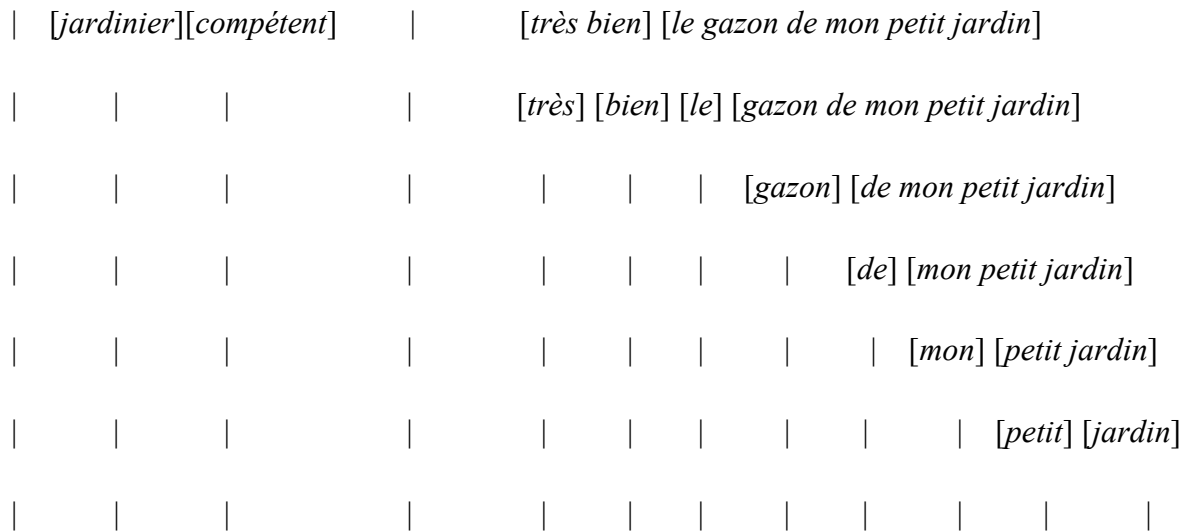 | [jardinier][compétent] | [très bien] [le gazon de mon petit jardin]
| | | | [très] [bien] [le] [gazon de mon petit jardin]
| | | | | | | [gazon] [de mon petit jardin]
| | | | | | | | [de] [mon petit jardin]
| | | | | | | | | [mon] [petit jardin]
| | | | | | | | | | [petit] [jardin]
| | | | | | | | | | | |